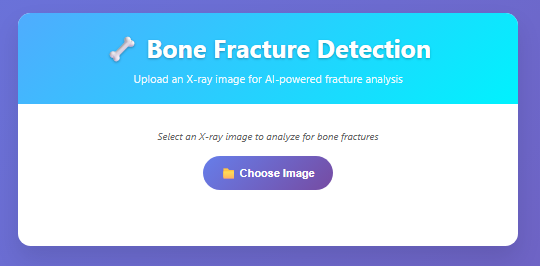 Bone Fracture Detection
Upload an X-ray image for AI-powered fracture analysis
Select an X-ray image to analyze for bone fractures
Choose Image